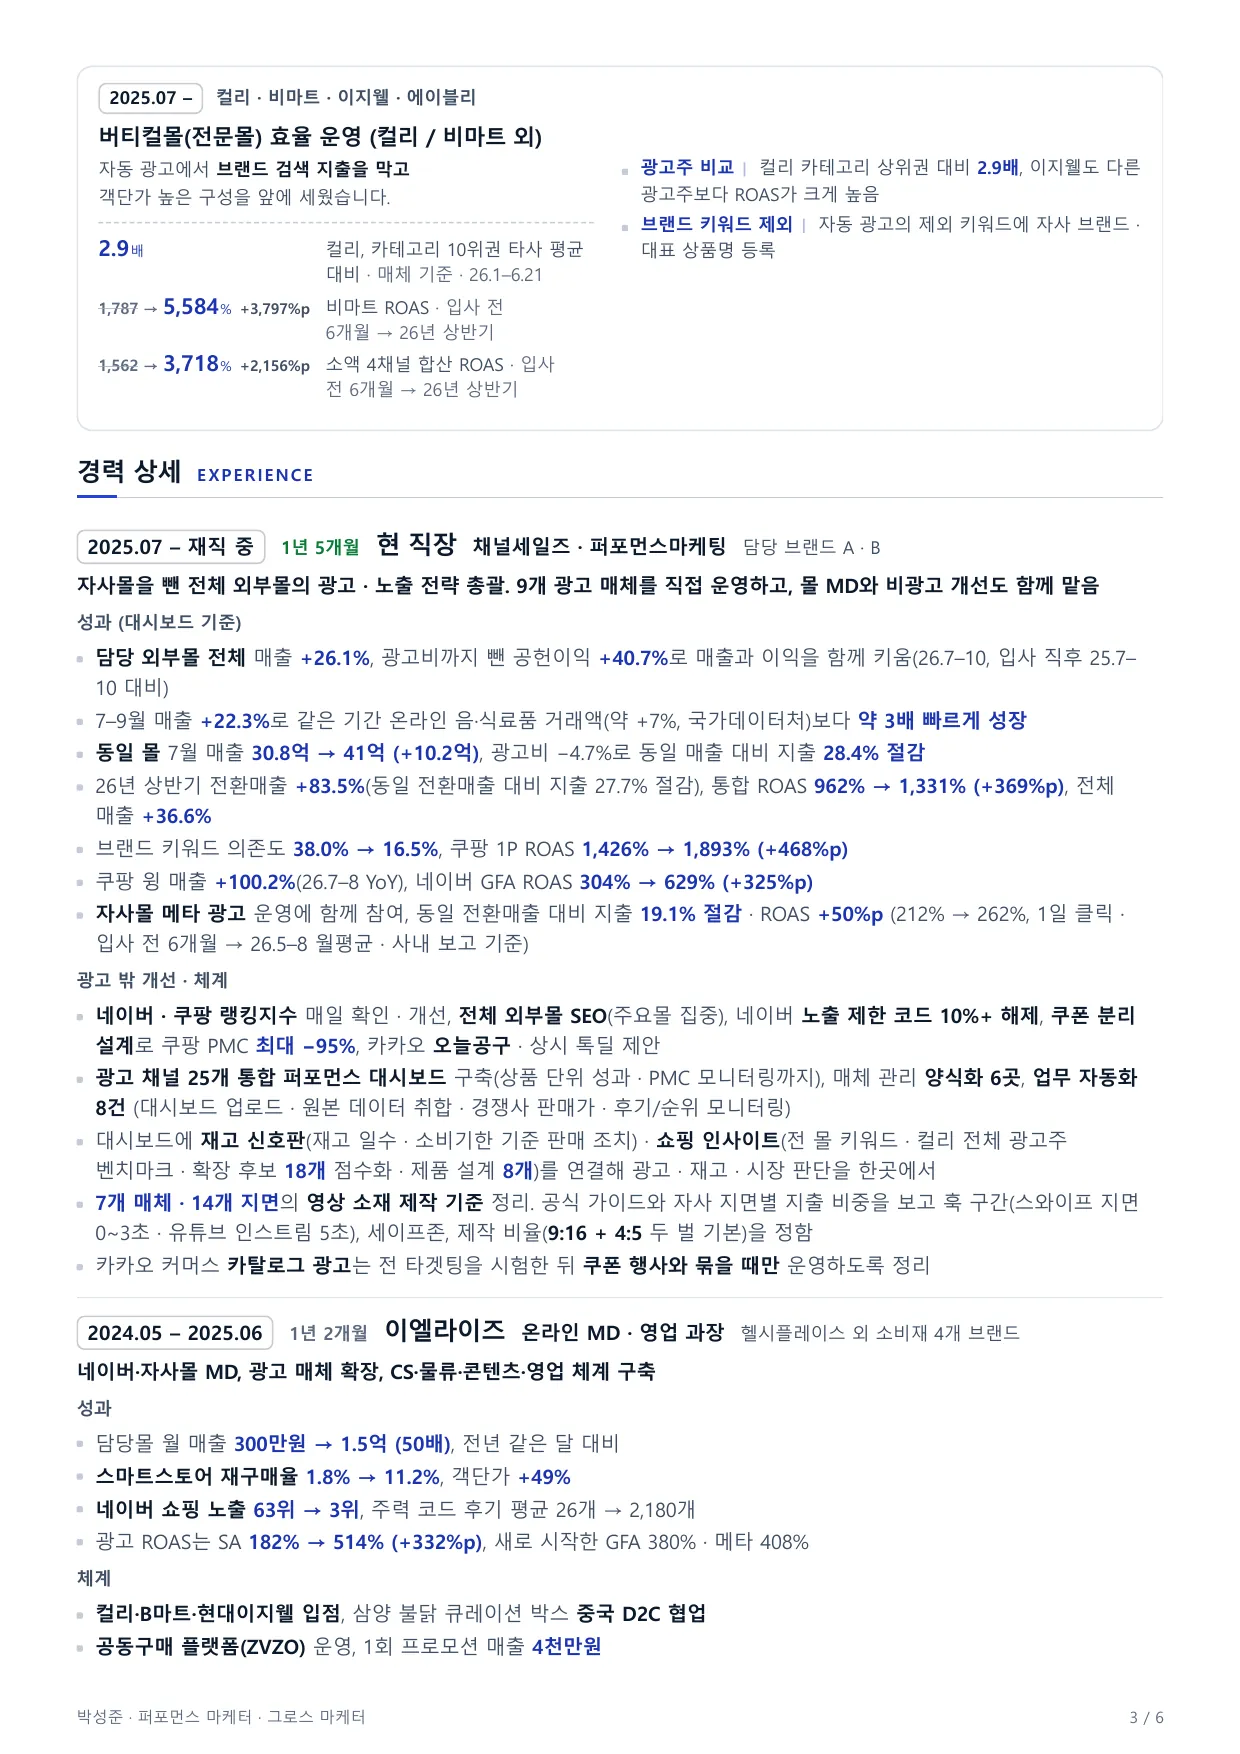 2025.07 –  컬리 · 비마트 · 이지웰 · 에이블리
버티컬몰(전문몰) 효율 운영 (컬리 / 비마트 외)
자동 광고에서 브랜드 검색 지출을 막고
객단가 높은 구성을 앞에 세웠습니다.
2.9배 컬리, 카테고리 10위권 타사 평균
대비 · 매체 기준 · 26.1–6.21
1,787 → 5,584% +3,797%p 비마트 ROAS · 입사 전
6개월 → 26년 상반기
1,562 → 3,718% +2,156%p 소액 4채널 합산 ROAS · 입사
전 6개월 → 26년 상반기
광고주 비교 | 컬리 카테고리 상위권 대비 2.9배, 이지웰도 다른
광고주보다 ROAS가 크게 높음
브랜드 키워드 제외 | 자동 광고의 제외 키워드에 자사 브랜드 ·
대표 상품명 등록
경력 상세 EXPERIENCE
2025.07 – 재직 중 1년 5개월 현 직장 채널세일즈 · 퍼포먼스마케팅 담당 브랜드 A · B
자사몰을 뺀 전체 외부몰의 광고 · 노출 전략 총괄. 9개 광고 매체를 직접 운영하고, 몰 MD와 비광고 개선도 함께 맡음
성과 (대시보드 기준)
담당 외부몰 전체 매출 +26.1%, 광고비까지 뺀 공헌이익 +40.7%로 매출과 이익을 함께 키움(26.7–10, 입사 직후 25.7–
10 대비)
7–9월 매출 +22.3%로 같은 기간 온라인 음·식료품 거래액(약 +7%, 국가데이터처)보다 약 3배 빠르게 성장
동일 몰 7월 매출 30.8억 → 41억 (+10.2억), 광고비 −4.7%로 동일 매출 대비 지출 28.4% 절감
26년 상반기 전환매출 +83.5%(동일 전환매출 대비 지출 27.7% 절감), 통합 ROAS 962% → 1,331% (+369%p), 전체
매출 +36.6%
브랜드 키워드 의존도 38.0% → 16.5%, 쿠팡 1P ROAS 1,426% → 1,893% (+468%p)
쿠팡 윙 매출 +100.2%(26.7–8 YoY), 네이버 GFA ROAS 304% → 629% (+325%p)
자사몰 메타 광고 운영에 함께 참여, 동일 전환매출 대비 지출 19.1% 절감 · ROAS +50%p (212% → 262%, 1일 클릭 ·
입사 전 6개월 → 26.5–8 월평균 · 사내 보고 기준)
광고 밖 개선 · 체계
네이버 · 쿠팡 랭킹지수 매일 확인 · 개선, 전체 외부몰 SEO(주요몰 집중), 네이버 노출 제한 코드 10%+ 해제, 쿠폰 분리
설계로 쿠팡 PMC 최대 −95%, 카카오 오늘공구 · 상시 톡딜 제안
광고 채널 25개 통합 퍼포먼스 대시보드 구축(상품 단위 성과 · PMC 모니터링까지), 매체 관리 양식화 6곳, 업무 자동화
8건 (대시보드 업로드 · 원본 데이터 취합 · 경쟁사 판매가 · 후기/순위 모니터링)
대시보드에 재고 신호판(재고 일수 · 소비기한 기준 판매 조치) · 쇼핑 인사이트(전 몰 키워드 · 컬리 전체 광고주
벤치마크 · 확장 후보 18개 점수화 · 제품 설계 8개)를 연결해 광고 · 재고 · 시장 판단을 한곳에서
7개 매체 · 14개 지면의 영상 소재 제작 기준 정리. 공식 가이드와 자사 지면별 지출 비중을 보고 훅 구간(스와이프 지면
0~3초 · 유튜브 인스트림 5초), 세이프존, 제작 비율(9:16 + 4:5 두 벌 기본)을 정함
카카오 커머스 카탈로그 광고는 전 타겟팅을 시험한 뒤 쿠폰 행사와 묶을 때만 운영하도록 정리
2024.05 – 2025.06 1년 2개월 이엘라이즈 온라인 MD · 영업 과장 헬시플레이스 외 소비재 4개 브랜드
네이버·자사몰 MD, 광고 매체 확장, CS·물류·콘텐츠·영업 체계 구축
성과
담당몰 월 매출 300만원 → 1.5억 (50배), 전년 같은 달 대비
스마트스토어 재구매율 1.8% → 11.2%, 객단가 +49%
네이버 쇼핑 노출 63위 → 3위, 주력 코드 후기 평균 26개 → 2,180개
광고 ROAS는 SA 182% → 514% (+332%p), 새로 시작한 GFA 380% · 메타 408%
체계
컬리·B마트·현대이지웰 입점, 삼양 불닭 큐레이션 박스 중국 D2C 협업
공동구매 플랫폼(ZVZO) 운영, 1회 프로모션 매출 4천만원
박성준 · 퍼포먼스 마케터 · 그로스 마케터 3 / 6